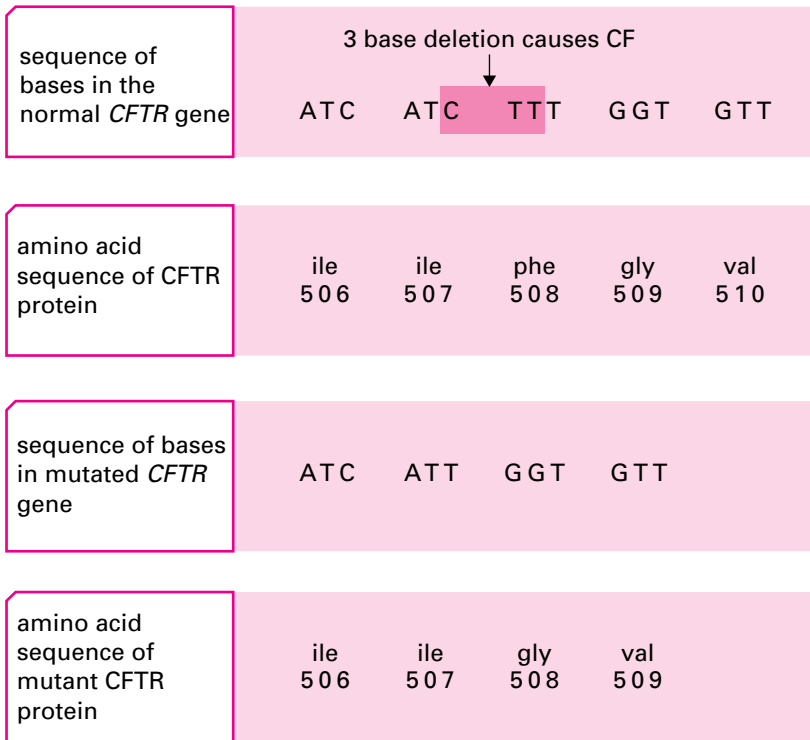 sequence of
bases in the
normal CFTR gene
3 base deletion causes CF
ATC ATC TTT GGT GTT
amino acid
sequence of CFTR
protein
ile ile phe gly val
506 507 508 509 510
sequence of bases
in mutated CFTR
gene
ATC ATT GGT GTT
amino acid
sequence of
mutant CFTR
protein
ile ile gly val
506 507 508 509